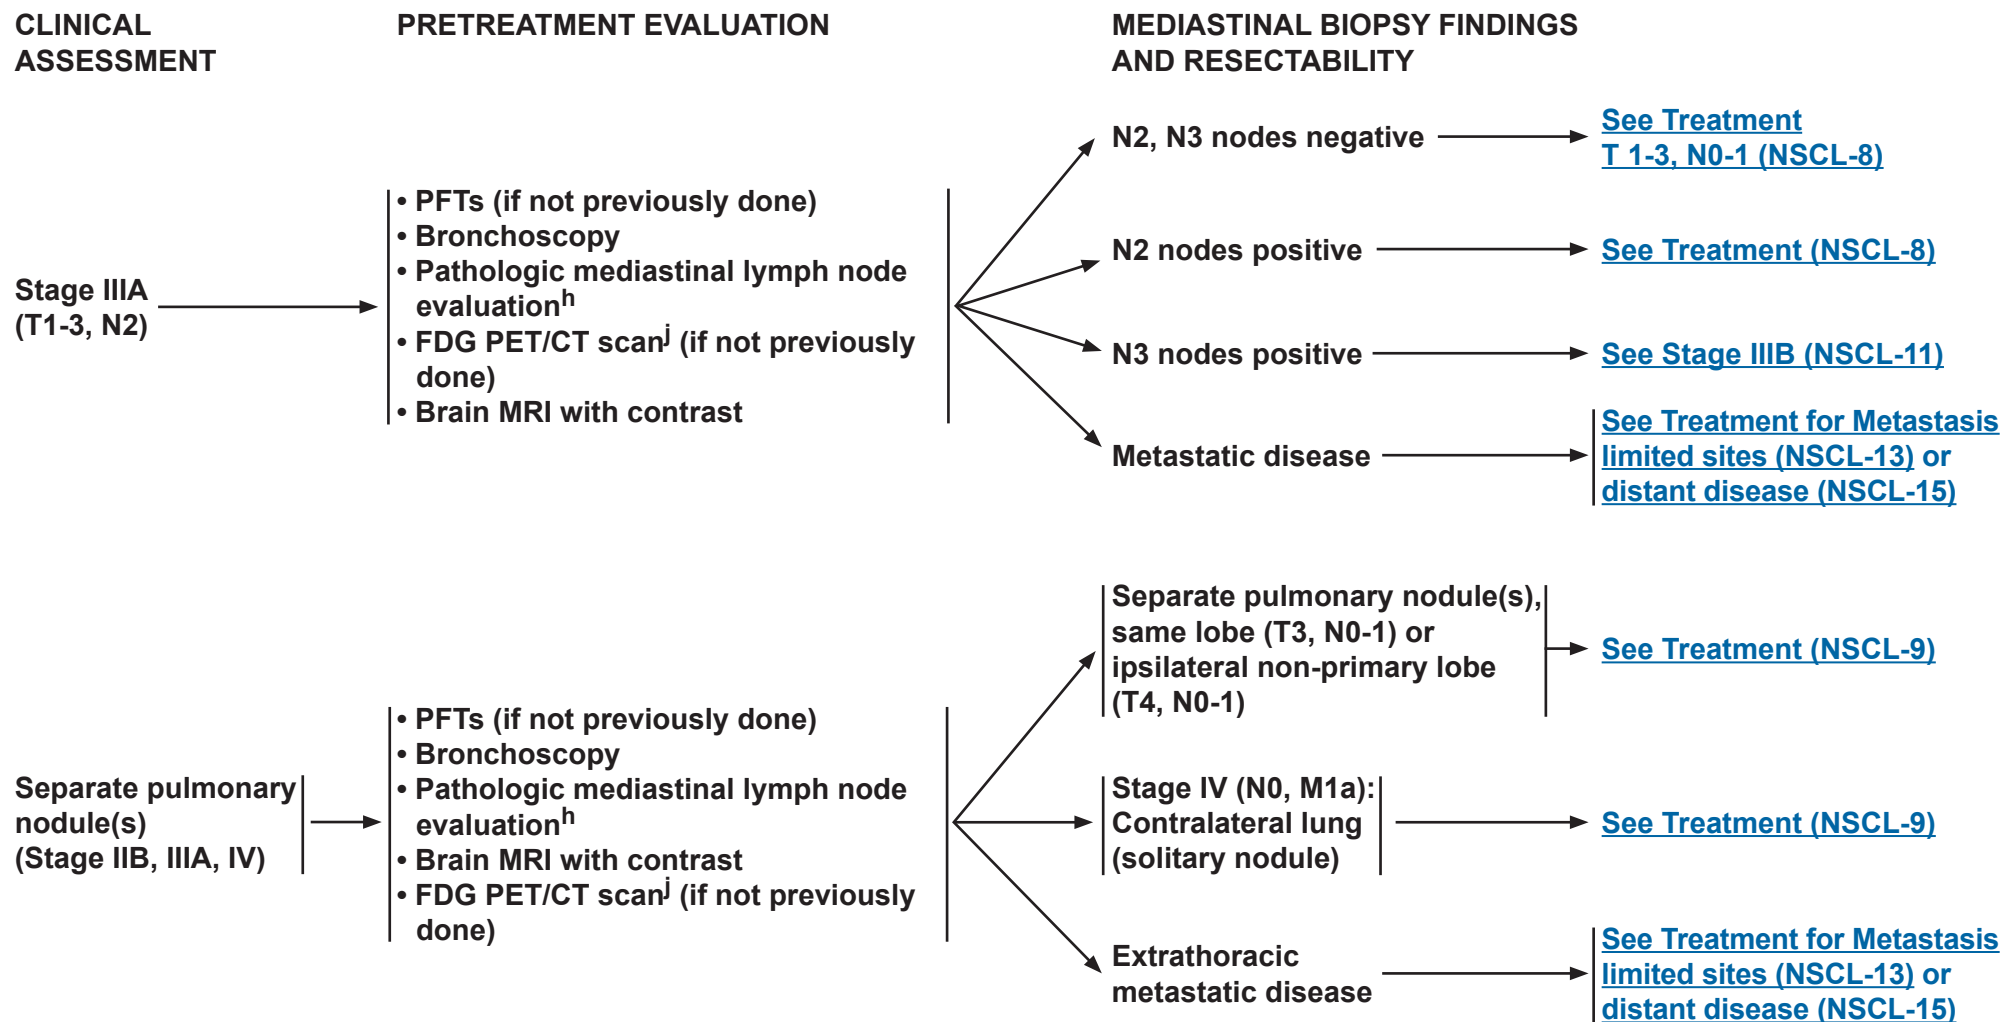 CLINICAL
ASSESSMENT
PRETREATMENT EVALUATION
MEDIASTINAL BIOPSY FINDINGS
AND RESECTABILITY
Stage IIIA
(T1-3, N2)
• PFTs (if not previously done)
• Bronchoscopy
• Pathologic mediastinal lymph node
evaluationh
• FDG PET/CT scanj (if not previously
done)
• Brain MRI with contrast
N2, N3 nodes negative
See Treatment
T 1-3, N0-1 (NSCL-8)
N2 nodes positive
See Treatment (NSCL-8)
N3 nodes positive
See Stage IIIB (NSCL-11)
Metastatic disease
See Treatment for Metastasis
limited sites (NSCL-13) or
distant disease (NSCL-15)
Separate pulmonary
nodule(s)
(Stage IIB, IIIA, IV)
• PFTs (if not previously done)
• Bronchoscopy
• Pathologic mediastinal lymph node
evaluationh
• Brain MRI with contrast
• FDG PET/CT scanj (if not previously
done)
Separate pulmonary nodule(s),
same lobe (T3, N0-1) or
ipsilateral non-primary lobe
(T4, N0-1)
See Treatment (NSCL-9)
Stage IV (N0, M1a):
Contralateral lung
(solitary nodule)
See Treatment (NSCL-9)
Extrathoracic
metastatic disease
See Treatment for Metastasis
limited sites (NSCL-13) or
distant disease (NSCL-15)